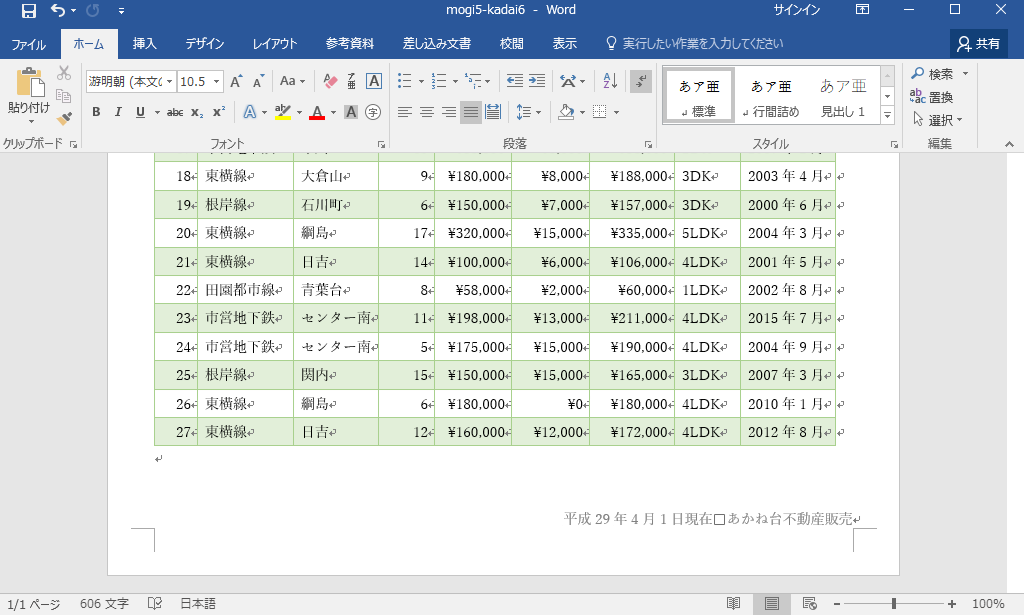 mogi5-kadai6 - Word
サインイン
ファイル ホーム 挿入 デザイン レイアウト 参考資料 差し込み文書 校閲 表示 実行したい作業を入力してください 共有
貼り付け
游明朝 (本文の 10.5 A A Aa
B I U abc x₂ x² A ab A A 字
あア亜 あア亜 あア亜
↲標準 ↲行間詰め 見出し 1
検索
置換
選択
クリップボード フォント 段落 スタイル 編集
18 東横線 大倉山 9 ¥180,000 ¥8,000 ¥188,000 3DK 2003 年 4 月
19 根岸線 石川町 6 ¥150,000 ¥7,000 ¥157,000 3DK 2000 年 6 月
20 東横線 綱島 17 ¥320,000 ¥15,000 ¥335,000 5LDK 2004 年 3 月
21 東横線 日吉 14 ¥100,000 ¥6,000 ¥106,000 4LDK 2001 年 5 月
22 田園都市線 青葉台 8 ¥58,000 ¥2,000 ¥60,000 1LDK 2002 年 8 月
23 市営地下鉄 センター南 11 ¥198,000 ¥13,000 ¥211,000 4LDK 2015 年 7 月
24 市営地下鉄 センター南 5 ¥175,000 ¥15,000 ¥190,000 4LDK 2004 年 9 月
25 根岸線 関内 15 ¥150,000 ¥15,000 ¥165,000 3LDK 2007 年 3 月
26 東横線 綱島 6 ¥180,000 ¥0 ¥180,000 4LDK 2010 年 1 月
27 東横線 日吉 12 ¥160,000 ¥12,000 ¥172,000 4LDK 2012 年 8 月
平成 29 年 4 月 1 日現在□あかね台不動産販売
1/1 ページ 606 文字 日本語 100%